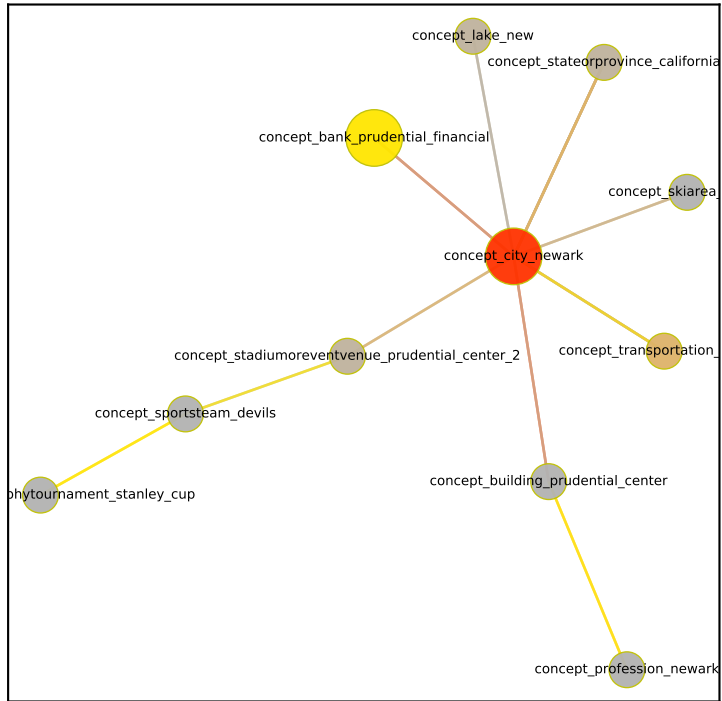 concept_lake_new
concept_stateorprovince_california
concept_bank_prudential_financial
concept_skiarea_
concept_city_newark
concept_transportation_
concept_stadiumoreventvenue_prudential_center_2
concept_sportsteam_devils
concept_building_prudential_center
phytournament_stanley_cup
concept_profession_newark